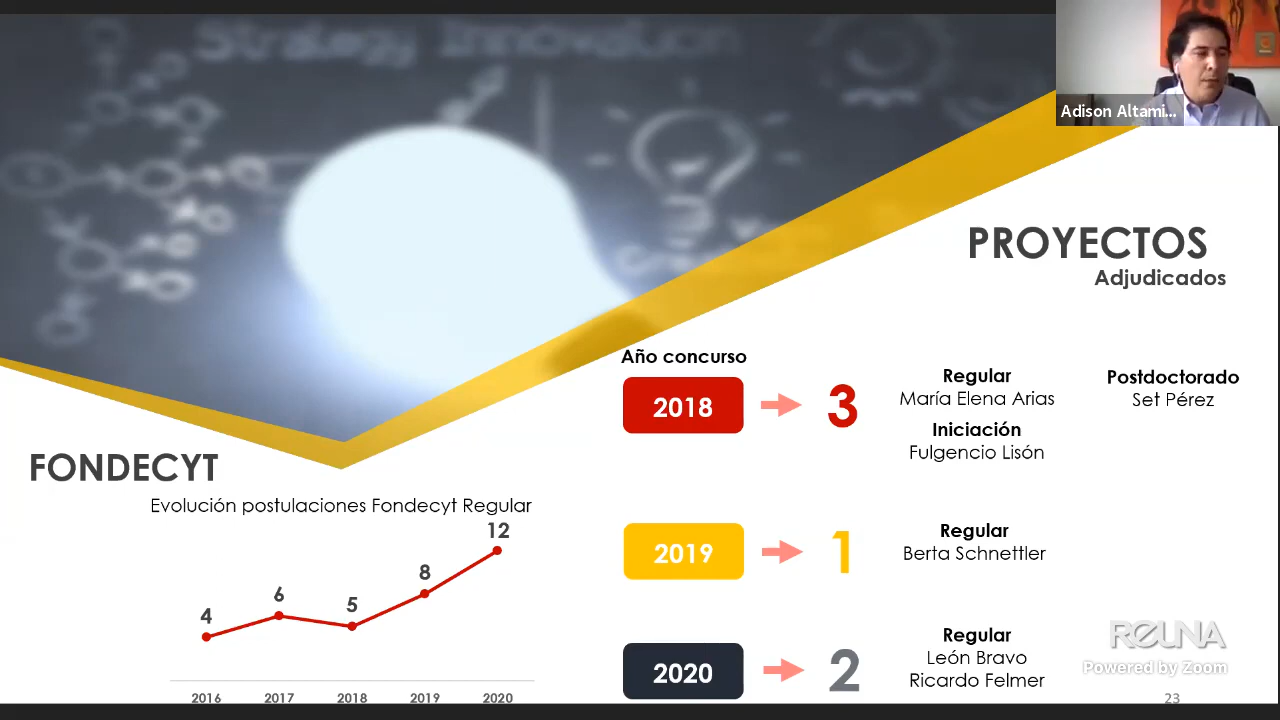 Strategy Innovation
Adison Altami...
PROYECTOS
Adjudicados
Año concurso
2018
3
Regular
María Elena Arias
Postdoctorado
Set Pérez
Iniciación
Fulgencio Lisón
2019
1
Regular
Berta Schnettler
2020
2
Regular
León Bravo
Ricardo Felmer
FONDECYT
Evolución postulaciones Fondecyt Regular
4
6
5
8
12
2016 2017 2018 2019 2020
REUNA
Powered by Zoom
23